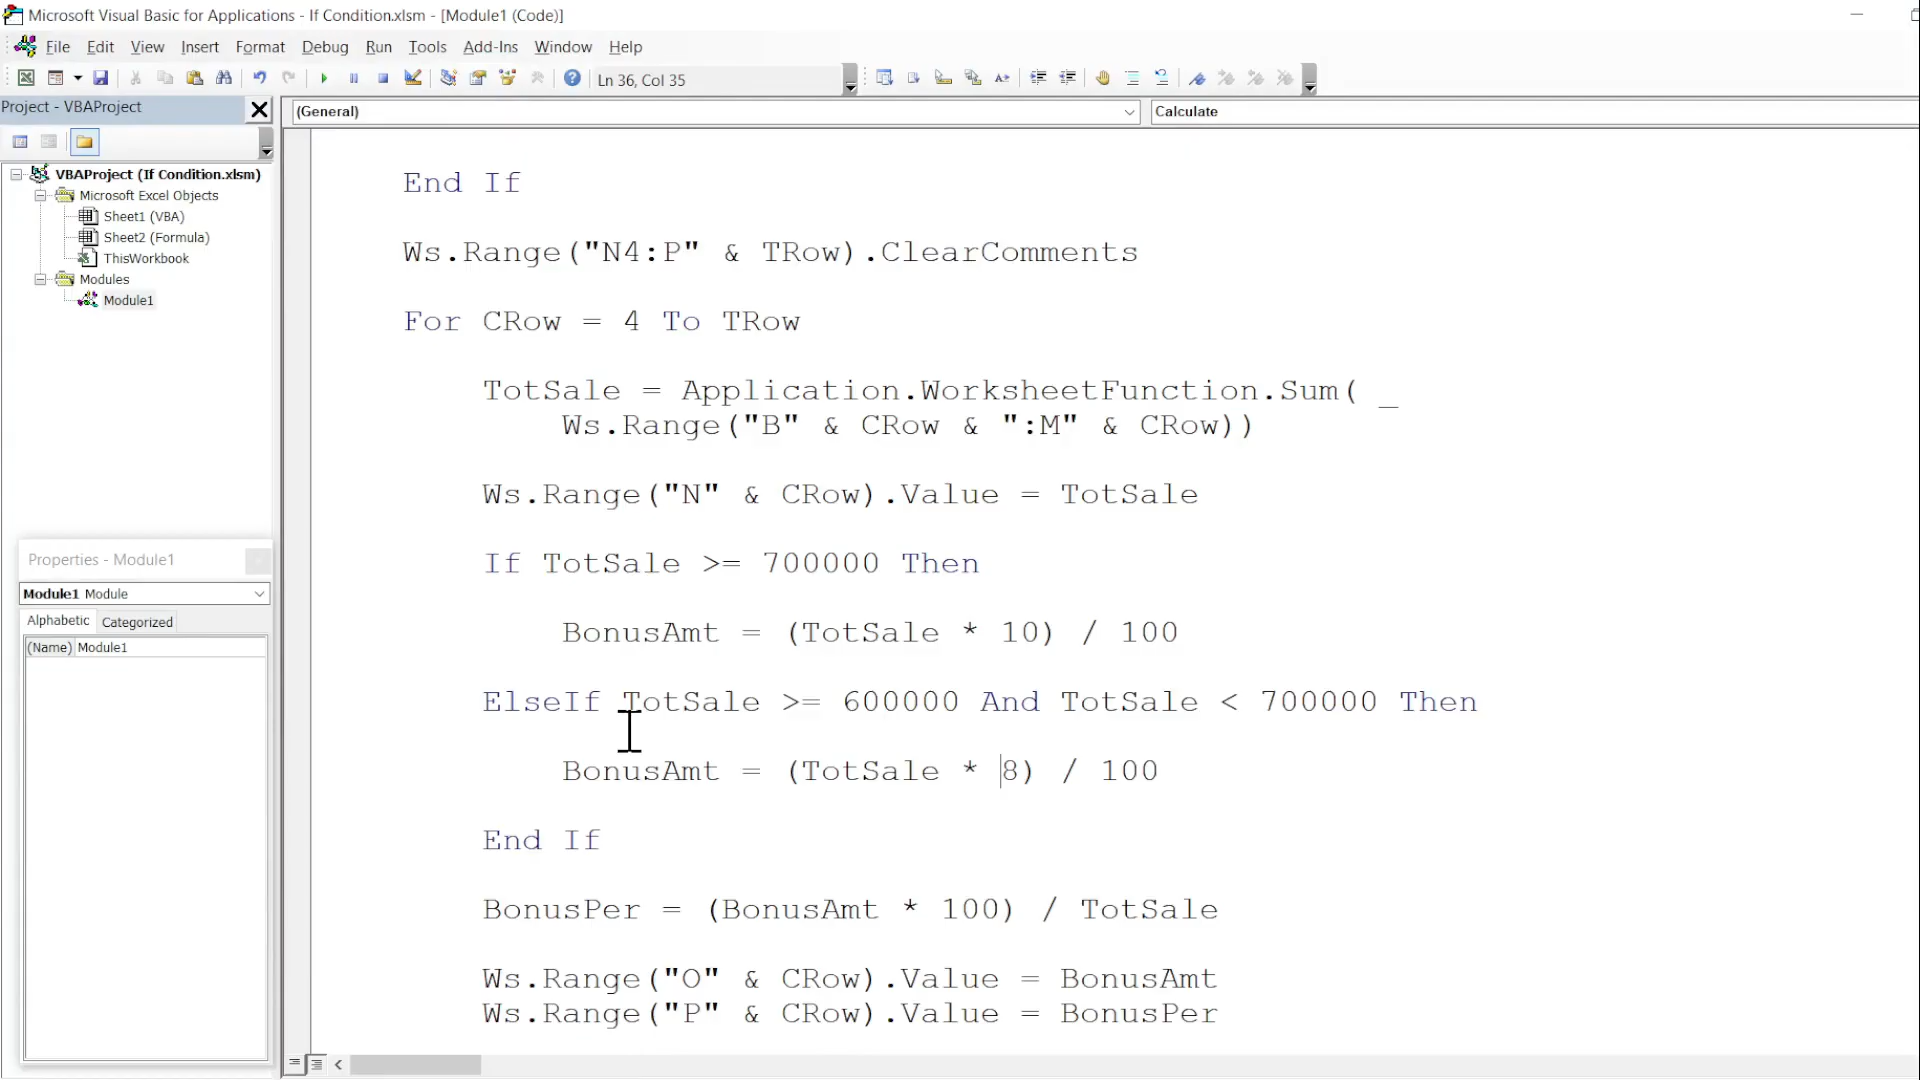 Microsoft Visual Basic for Applications - If Condition.xlsm - [Module1 (Code)]
File Edit View Insert Format Debug Run Tools Add-Ins Window Help
Ln 36, Col 35
Project - VBAProject
(General) Calculate
VBAProject (If Condition.xlsm)
Microsoft Excel Objects
Sheet1 (VBA)
Sheet2 (Formula)
ThisWorkbook
Modules
Module1
Properties - Module1
Module1 Module
Alphabetic Categorized
(Name) Module1
End If
Ws.Range("N4:P" & TRow).ClearComments
For CRow = 4 To TRow
TotSale = Application.WorksheetFunction.Sum( _
Ws.Range("B" & CRow & ":M" & CRow))
Ws.Range("N" & CRow).Value = TotSale
If TotSale >= 700000 Then
BonusAmt = (TotSale * 10) / 100
ElseIf TotSale >= 600000 And TotSale < 700000 Then
BonusAmt = (TotSale * 8) / 100
End If
BonusPer = (BonusAmt * 100) / TotSale
Ws.Range("O" & CRow).Value = BonusAmt
Ws.Range("P" & CRow).Value = BonusPer